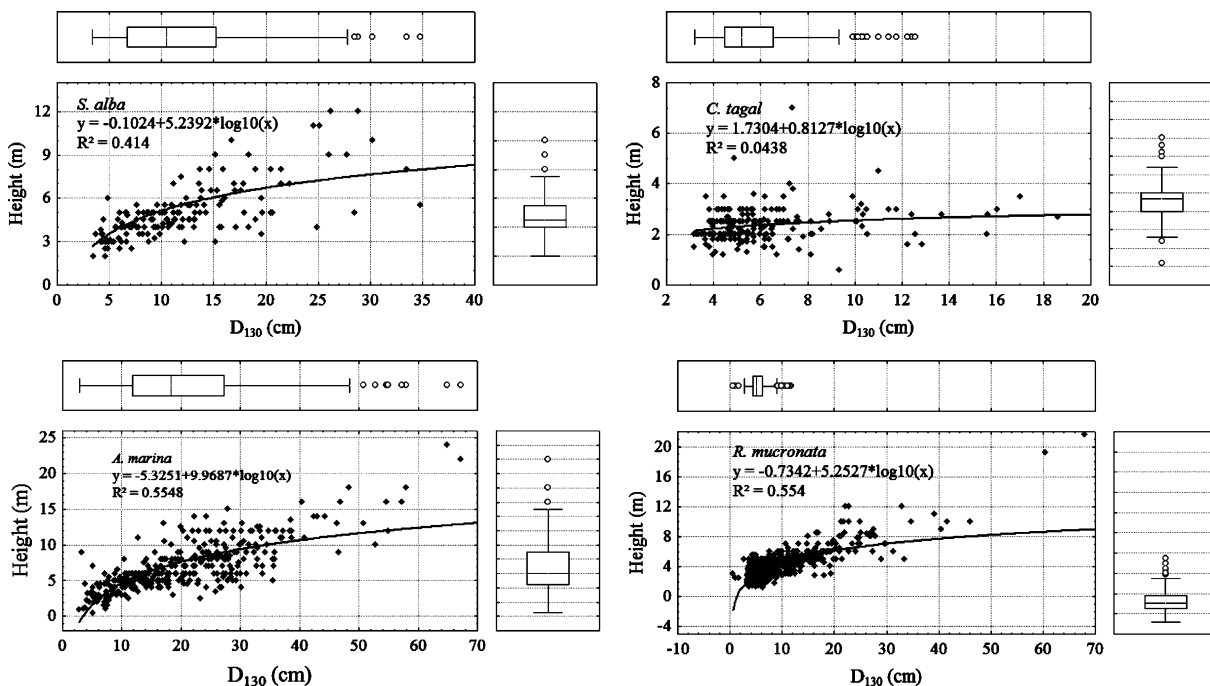 S. alba
y = -0.1024+5.2392*log10(x)
R² = 0.414
Height (m)
12
9
6
3
0
0 5 10 15 20 25 30 35 40
D₁₃₀ (cm)
C. tagal
y = 1.7304+0.8127*log10(x)
R² = 0.0438
Height (m)
8
6
4
2
0
2 4 6 8 10 12 14 16 18 20
D₁₃₀ (cm)
A. marina
y = -5.3251+9.9687*log10(x)
R² = 0.5548
Height (m)
25
20
15
10
5
0
0 10 20 30 40 50 60 70
D₁₃₀ (cm)
R. mucronata
y = -0.7342+5.2527*log10(x)
R² = 0.554
Height (m)
20
16
12
8
4
0
-4
-10 0 10 20 30 40 50 60 70
D₁₃₀ (cm)